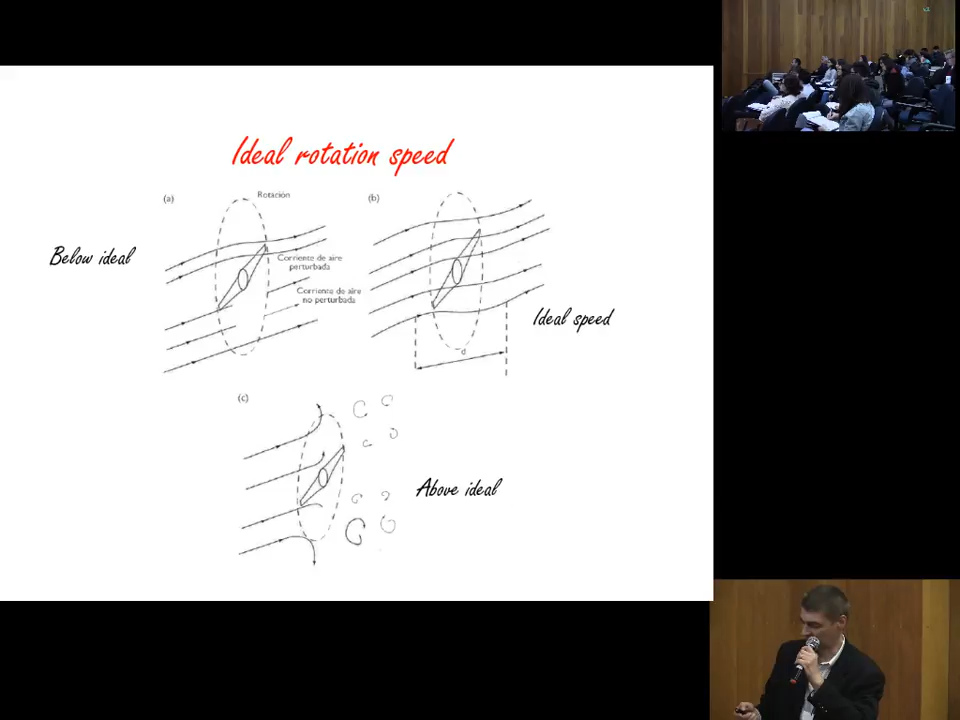 Ideal rotation speed
(a)
Rotación
(b)
Below ideal
Corriente de aire
perturbada
Corriente de aire
no perturbada
Ideal speed
d
(c)
Above ideal